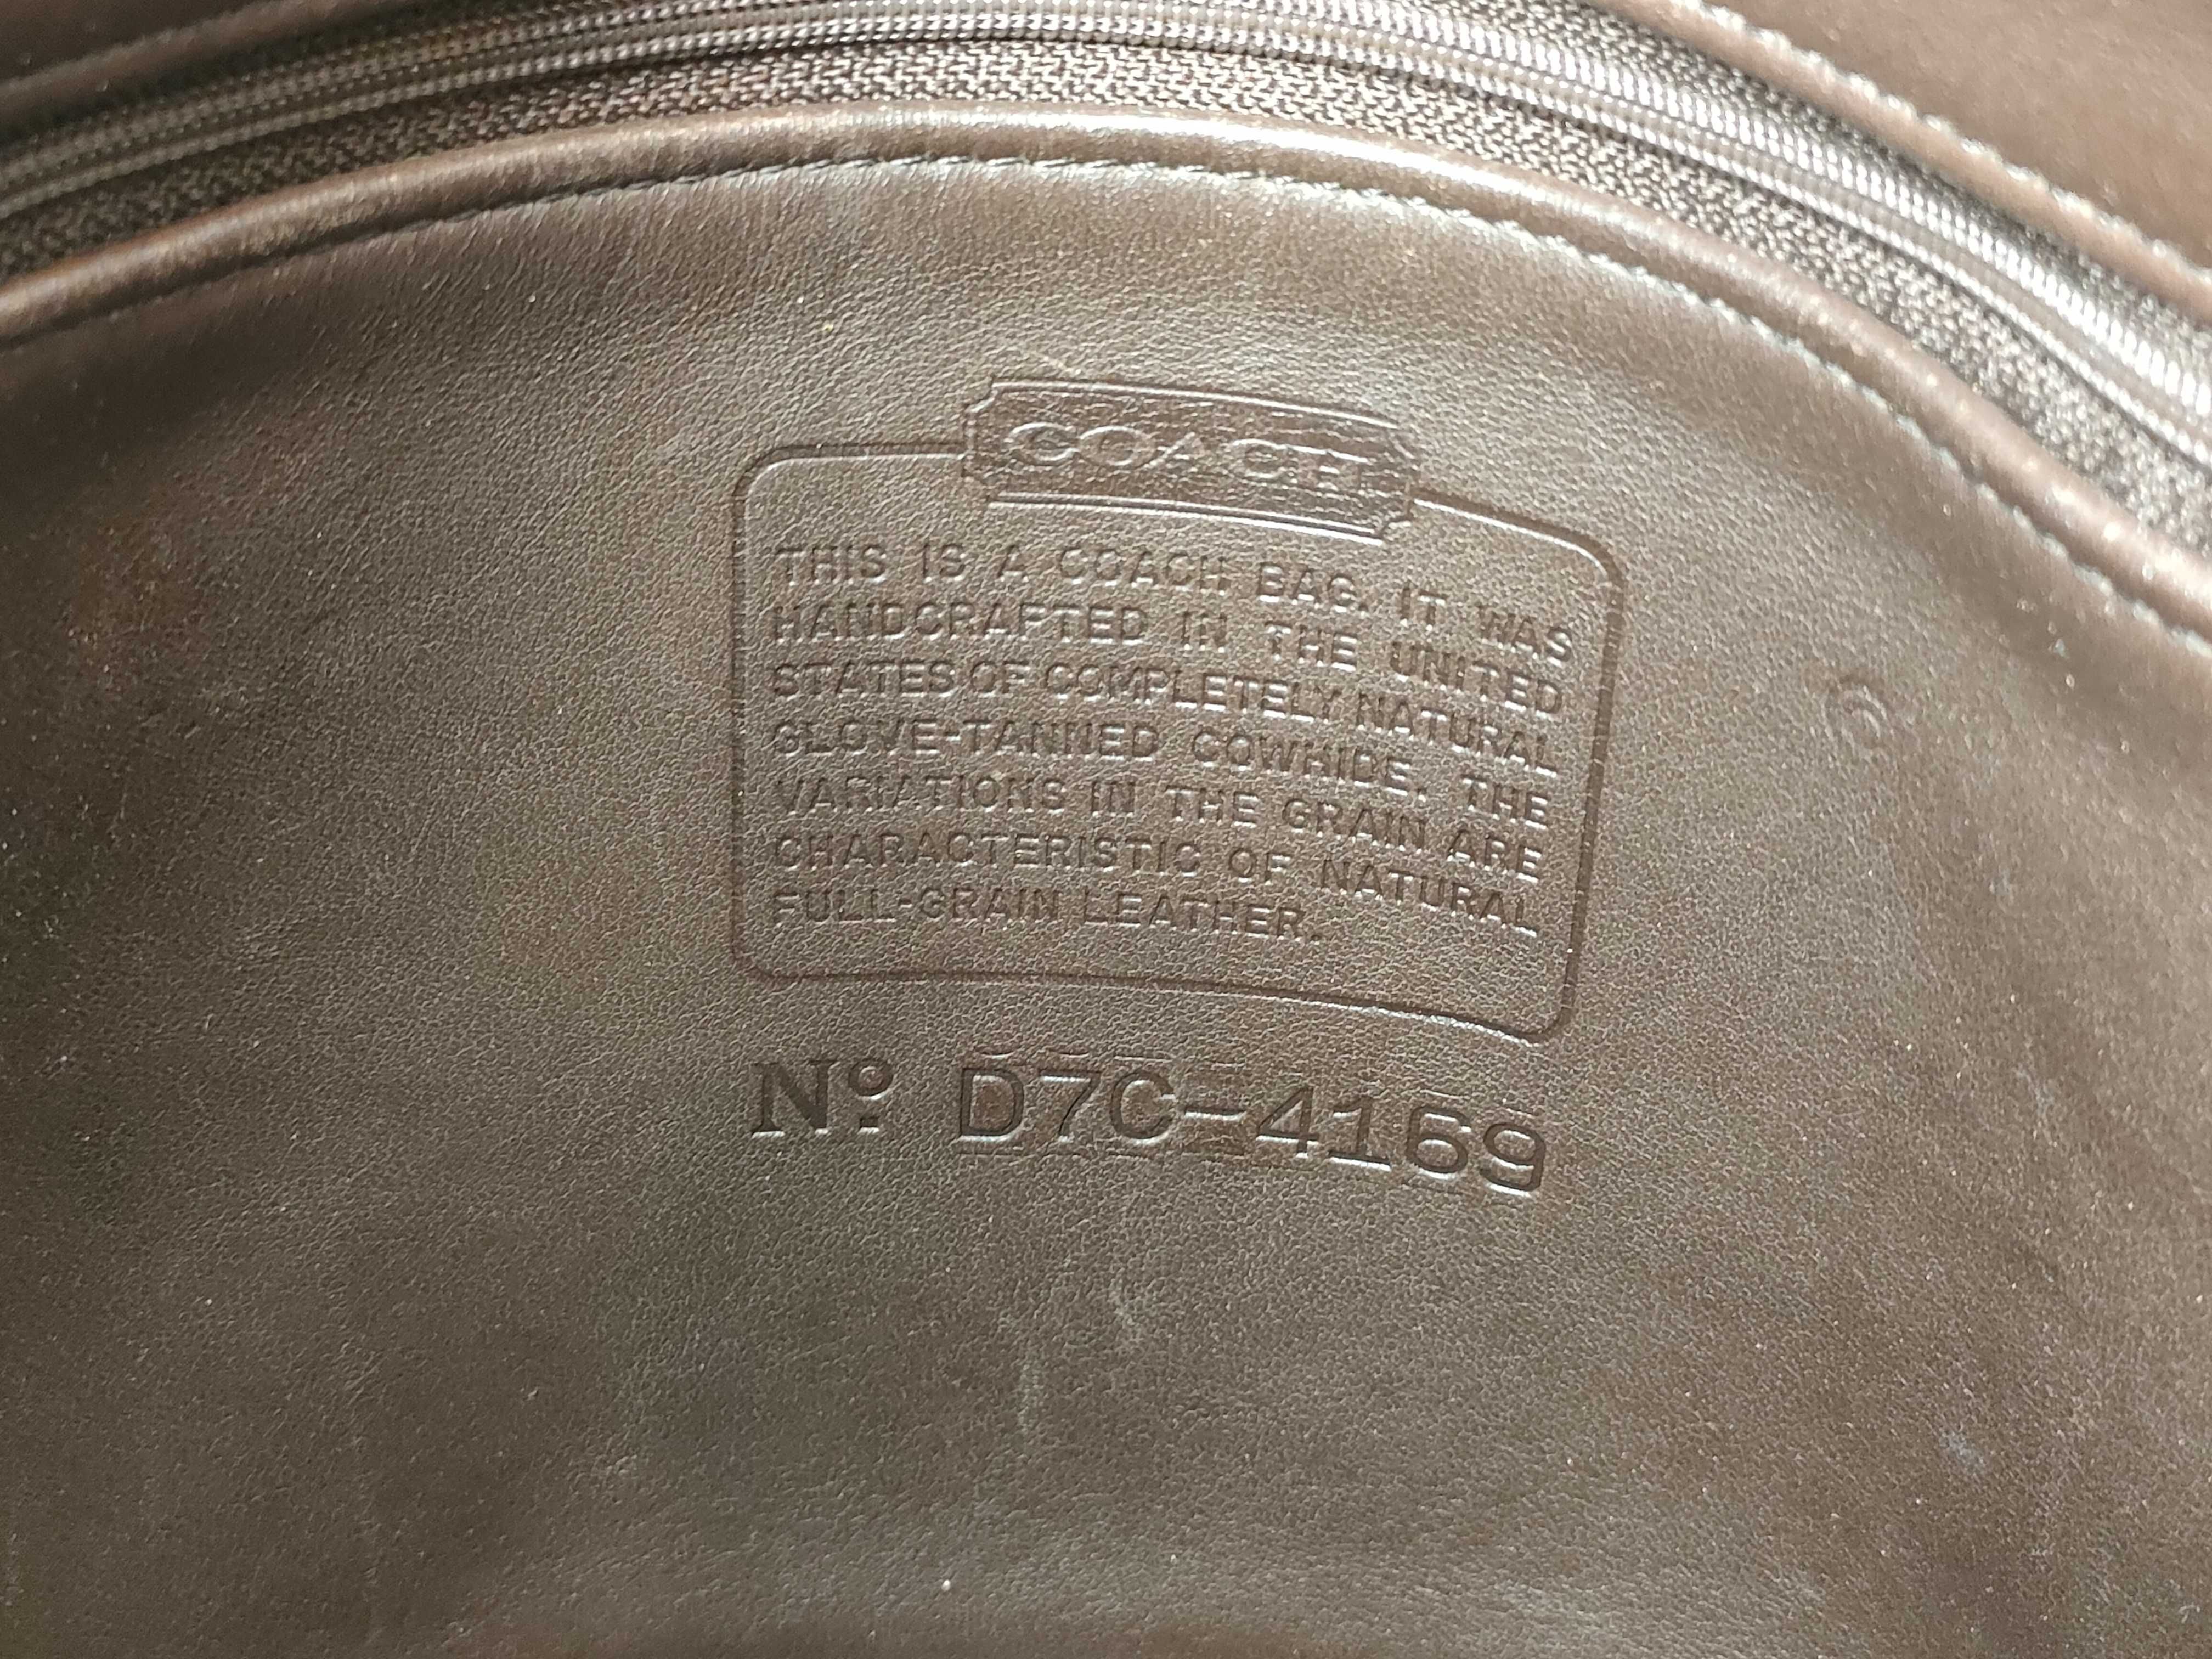 COACH
THIS IS A COACH BAG. IT WAS
HANDCRAFTED IN THE UNITED
STATES OF COMPLETELY NATURAL
GLOVE-TANNED COWHIDE. THE
VARIATIONS IN THE GRAIN ARE
CHARACTERISTIC OF NATURAL
FULL-GRAIN LEATHER.
Nº D7C-4169